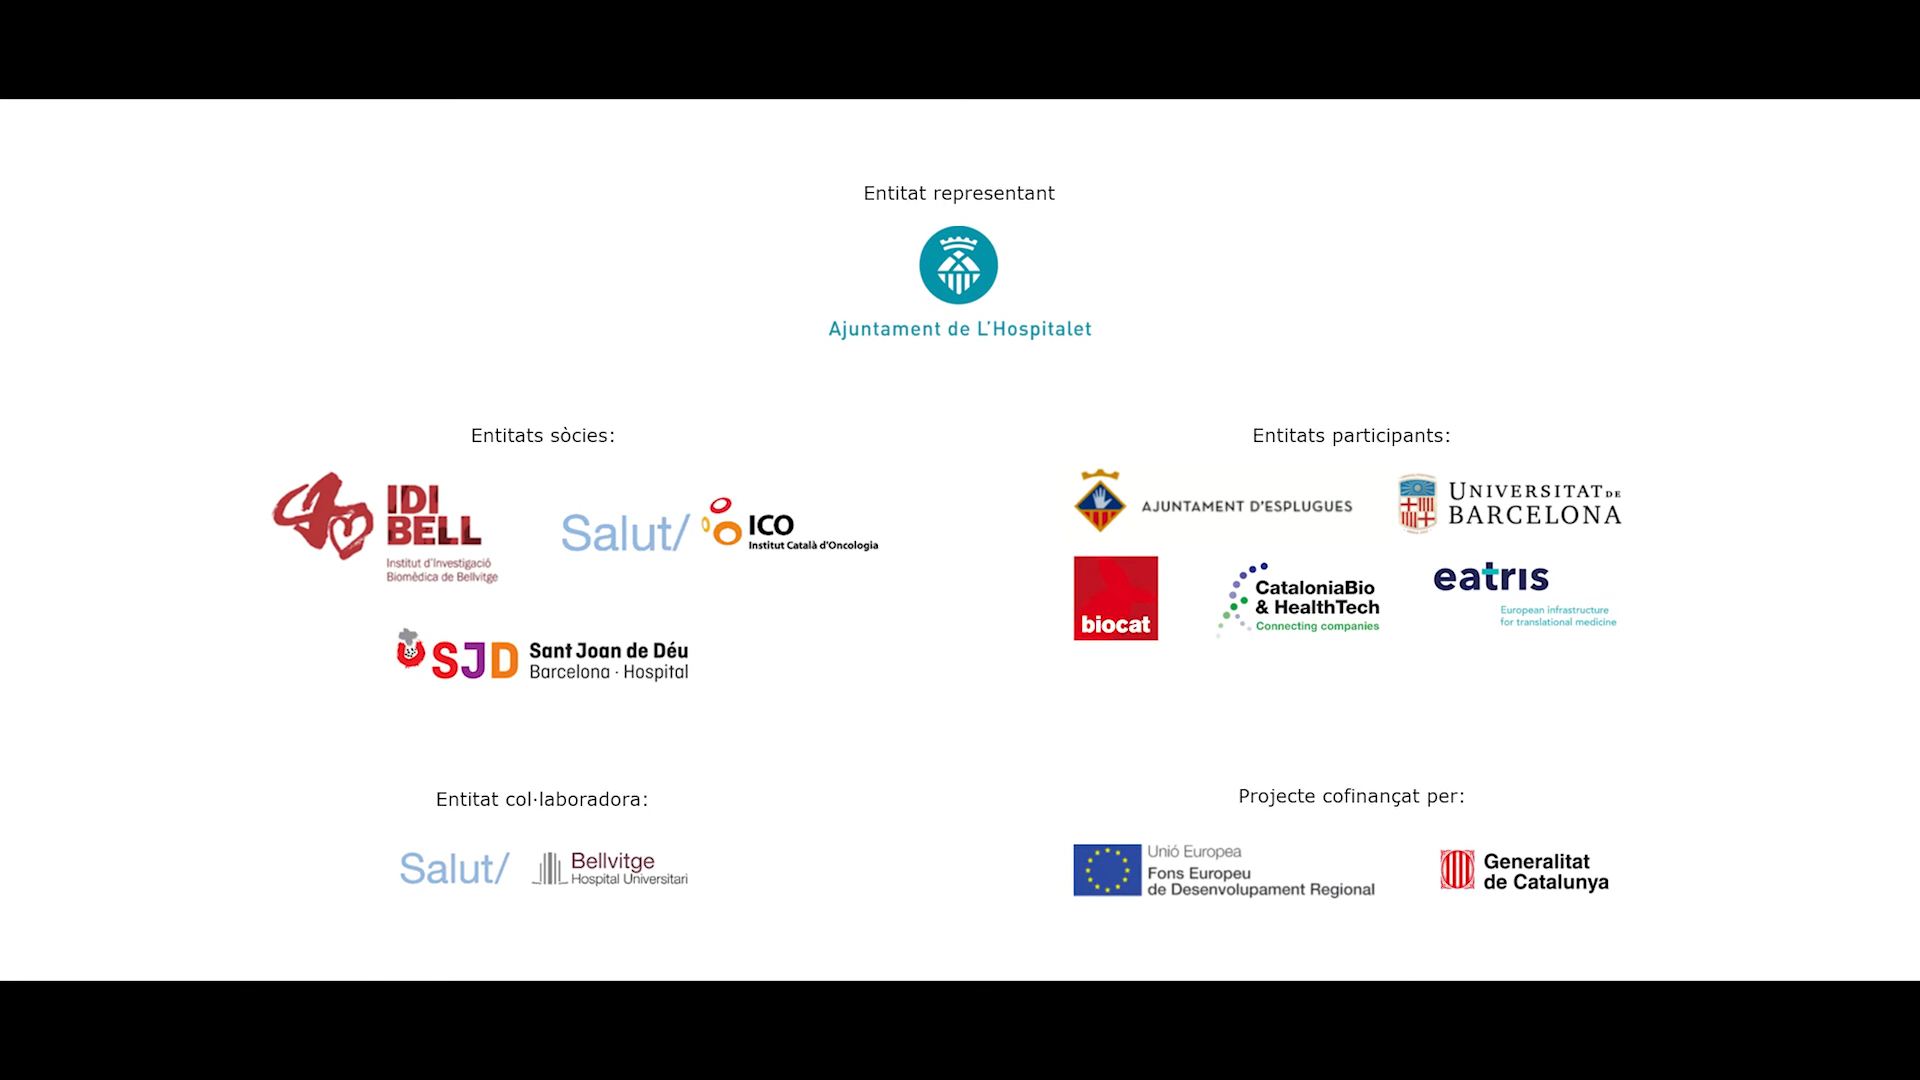 Entitat representant
Ajuntament de L'Hospitalet
Entitats sòcies:
IDI
BELL
Institut d'Investigació
Biomèdica de Bellvitge
Salut/
ICO
Institut Català d'Oncologia
SJD
Sant Joan de Déu
Barcelona · Hospital
Entitats participants:
AJUNTAMENT D'ESPLUGUES
UNIVERSITAT DE
BARCELONA
biocat
CataloniaBio
& HealthTech
Connecting companies
eatris
European infrastructure
for translational medicine
Entitat col·laboradora:
Salut/
Bellvitge
Hospital Universitari
Projecte cofinançat per:
Unió Europea
Fons Europeu
de Desenvolupament Regional
Generalitat
de Catalunya